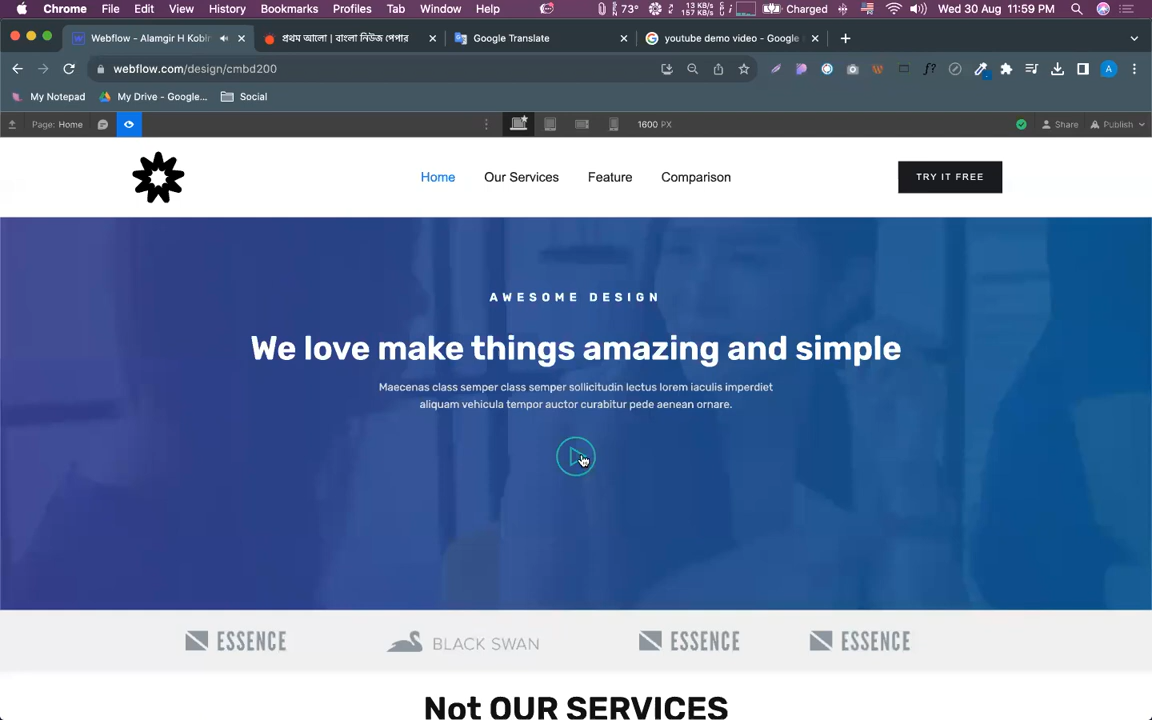 Chrome File Edit View History Bookmarks Profiles Tab Window Help 73° 13 KB/s 157 KB/s Charged Wed 30 Aug 11:59 PM
Webflow - Alamgir H Kobir
প্রথম আলো | বাংলা নিউজ পেপার
Google Translate
youtube demo video - Google
webflow.com/design/cmbd200
My Notepad My Drive - Google... Social
Page: Home 1600 PX Share Publish
Home Our Services Feature Comparison TRY IT FREE
AWESOME DESIGN
We love make things amazing and simple
Maecenas class semper class semper sollicitudin lectus lorem iaculis imperdiet
aliquam vehicula tempor auctor curabitur pede aenean ornare.
ESSENCE BLACK SWAN ESSENCE ESSENCE
Not OUR SERVICES